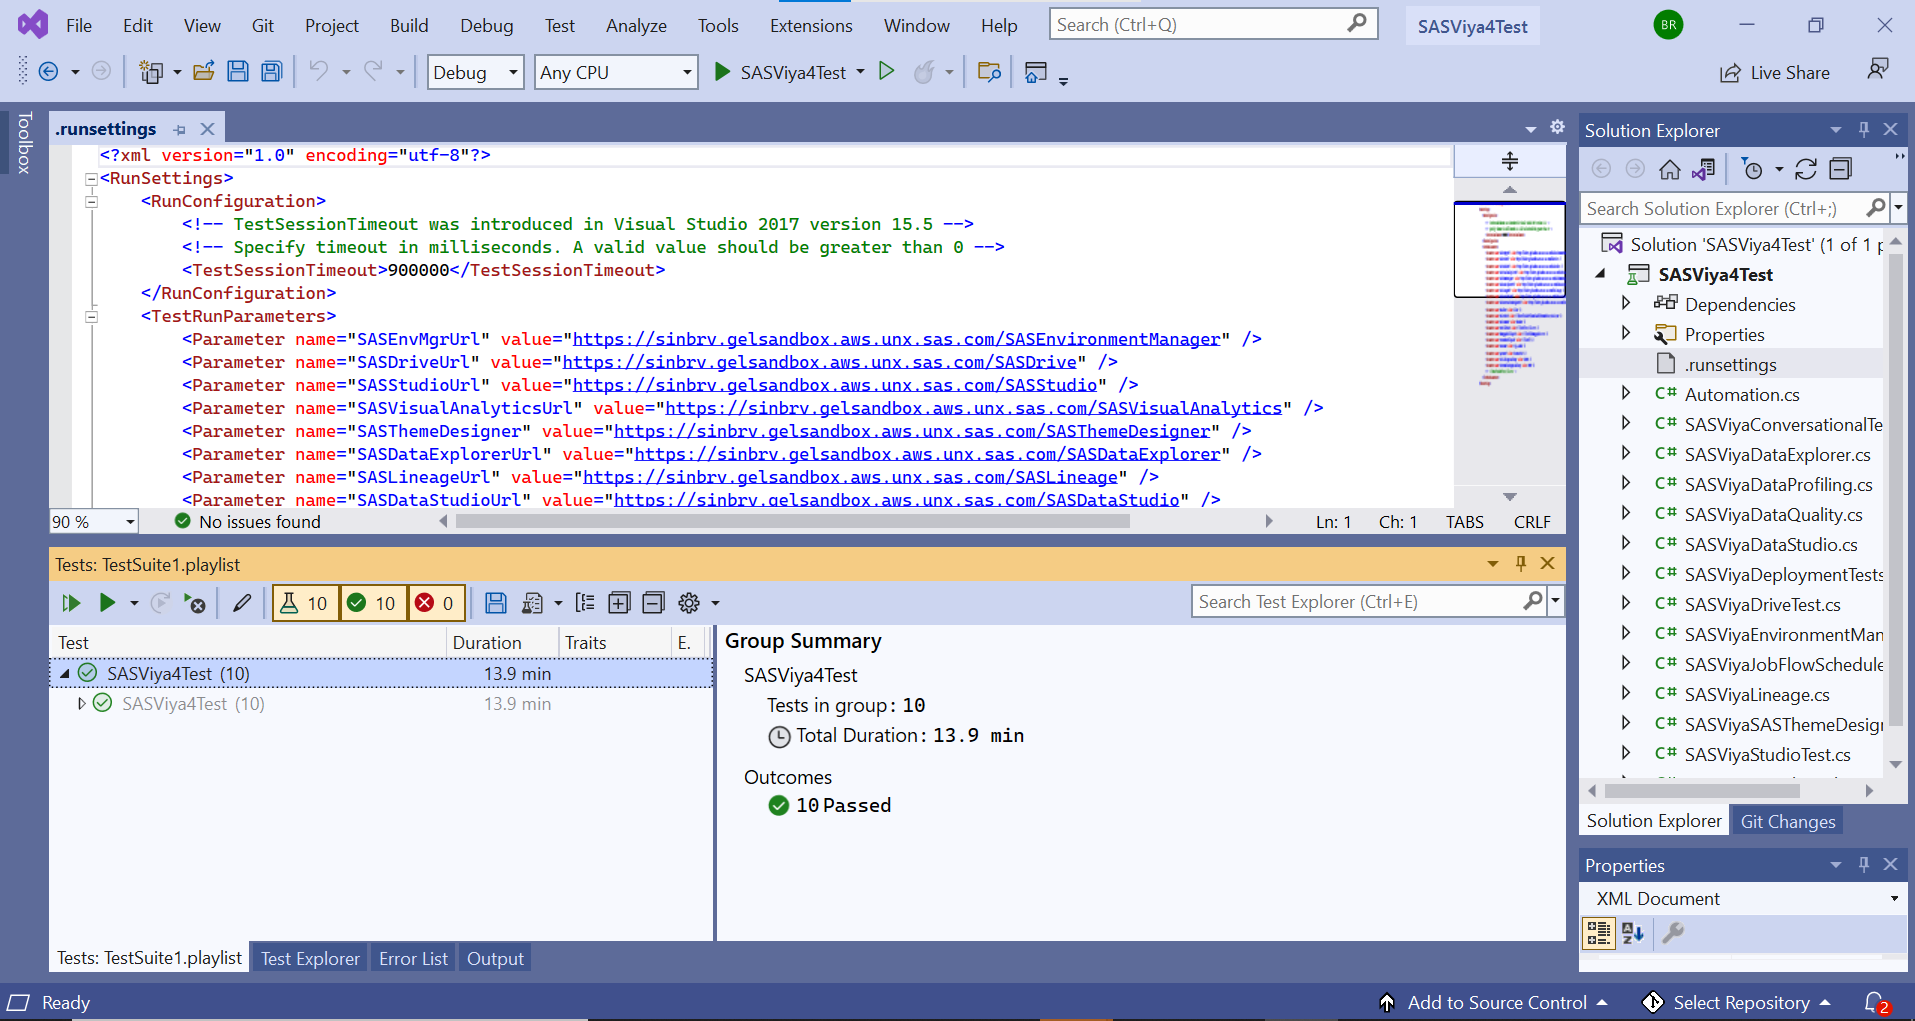 File Edit View Git Project Build Debug Test Analyze Tools Extensions Window Help Search (Ctrl+Q) SASViya4Test BR
Debug Any CPU SASViya4Test Live Share
Toolbox
.runsettings
<?xml version="1.0" encoding="utf-8"?>
<RunSettings>
<RunConfiguration>
<!-- TestSessionTimeout was introduced in Visual Studio 2017 version 15.5 -->
<!-- Specify timeout in milliseconds. A valid value should be greater than 0 -->
<TestSessionTimeout>900000</TestSessionTimeout>
</RunConfiguration>
<TestRunParameters>
<Parameter name="SASEnvMgrUrl" value="https://sinbrv.gelsandbox.aws.unx.sas.com/SASEnvironmentManager" />
<Parameter name="SASDriveUrl" value="https://sinbrv.gelsandbox.aws.unx.sas.com/SASDrive" />
<Parameter name="SASStudioUrl" value="https://sinbrv.gelsandbox.aws.unx.sas.com/SASStudio" />
<Parameter name="SASVisualAnalyticsUrl" value="https://sinbrv.gelsandbox.aws.unx.sas.com/SASVisualAnalytics" />
<Parameter name="SASThemeDesigner" value="https://sinbrv.gelsandbox.aws.unx.sas.com/SASThemeDesigner" />
<Parameter name="SASDataExplorerUrl" value="https://sinbrv.gelsandbox.aws.unx.sas.com/SASDataExplorer" />
<Parameter name="SASLineageUrl" value="https://sinbrv.gelsandbox.aws.unx.sas.com/SASLineage" />
<Parameter name="SASDataStudioUrl" value="https://sinbrv.gelsandbox.aws.unx.sas.com/SASDataStudio" />
90 % No issues found Ln: 1 Ch: 1 TABS CRLF
Tests: TestSuite1.playlist
10 10 0 Search Test Explorer (Ctrl+E)
Test Duration Traits E.
SASViya4Test (10) 13.9 min
SASViya4Test (10) 13.9 min
Group Summary
SASViya4Test
Tests in group: 10
Total Duration: 13.9 min
Outcomes
10 Passed
Tests: TestSuite1.playlist Test Explorer Error List Output
Solution Explorer
Search Solution Explorer (Ctrl+;)
Solution 'SASViya4Test' (1 of 1 p
SASViya4Test
Dependencies
Properties
.runsettings
C# Automation.cs
C# SASViyaConversationalTe
C# SASViyaDataExplorer.cs
C# SASViyaDataProfiling.cs
C# SASViyaDataQuality.cs
C# SASViyaDataStudio.cs
C# SASViyaDeploymentTests
C# SASViyaDriveTest.cs
C# SASViyaEnvironmentMan
C# SASViyaJobFlowSchedule
C# SASViyaLineage.cs
C# SASViyaSASThemeDesign
C# SASViyaStudioTest.cs
Solution Explorer Git Changes
Properties
XML Document
Ready Add to Source Control Select Repository 2